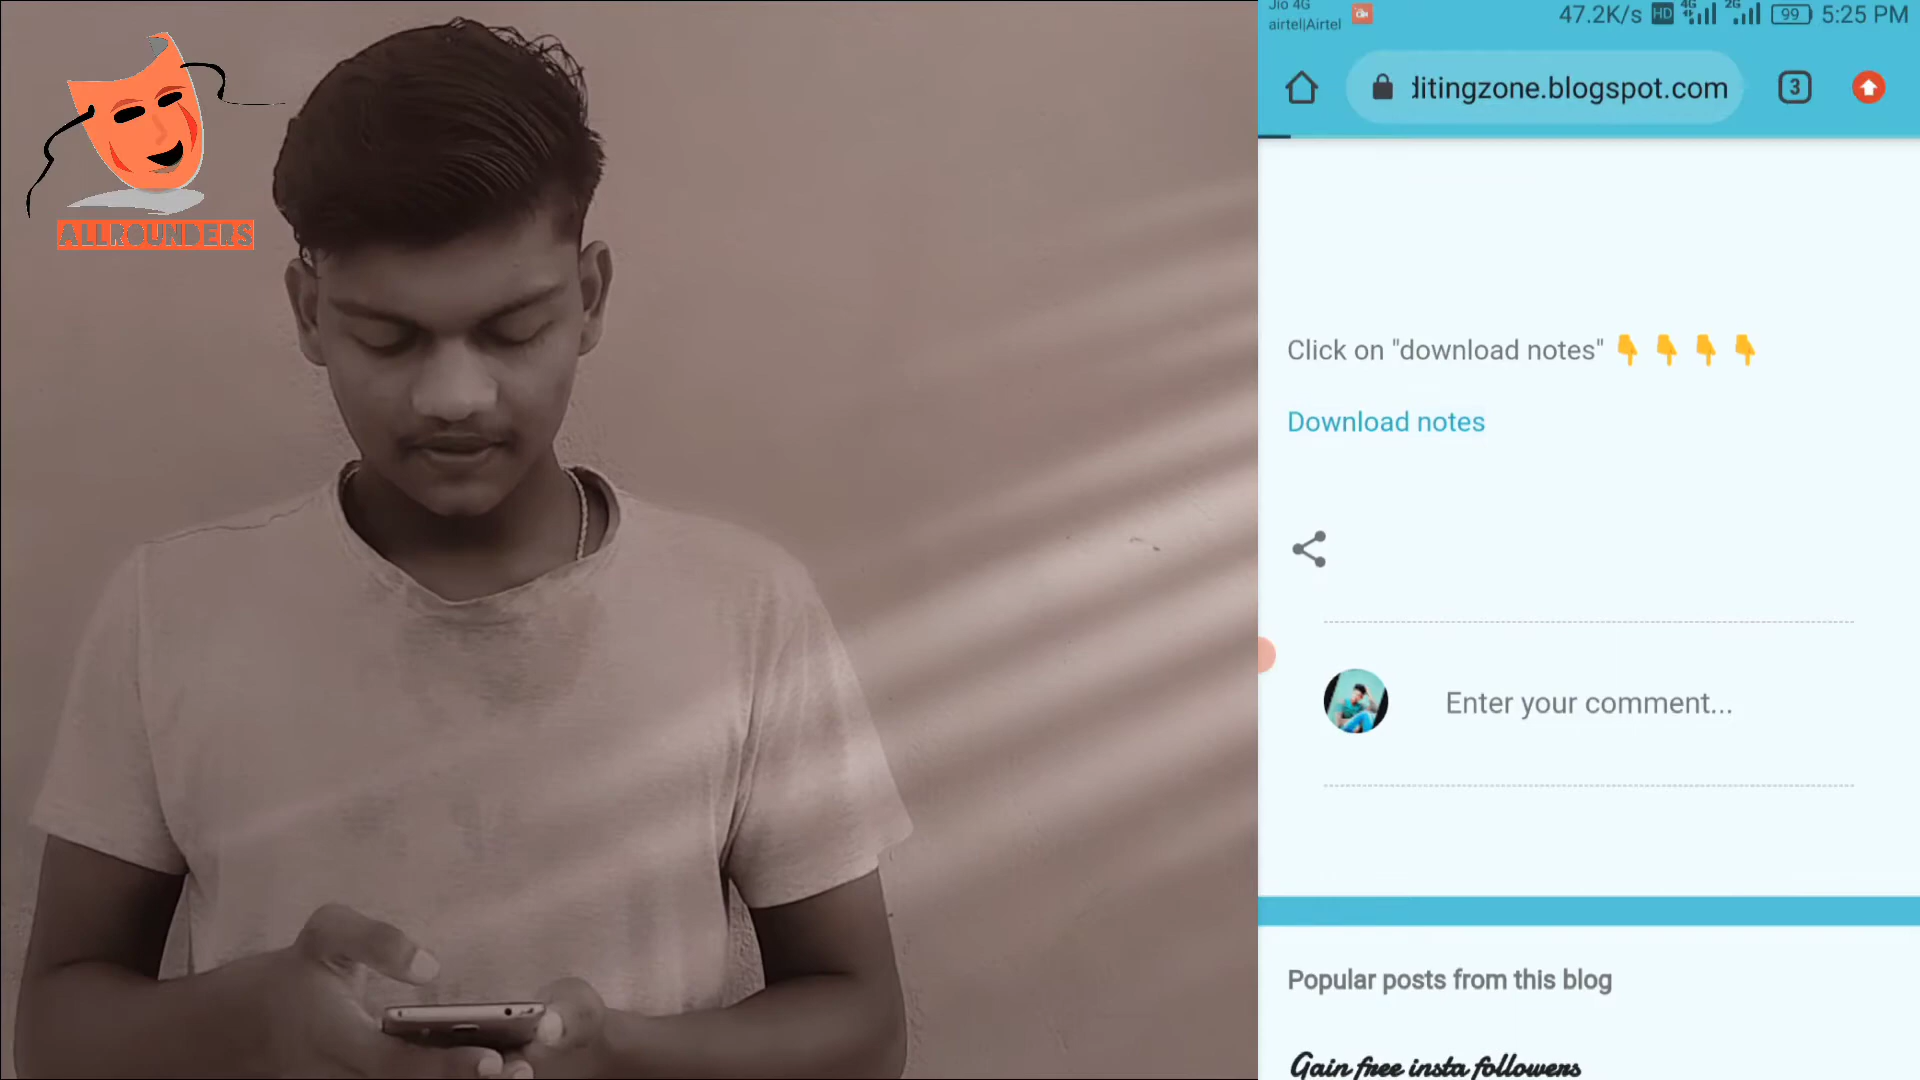 ALLROUNDERS
Jio 4G
airtel|Airtel
47.2K/s HD 4G 2G 99 5:25 PM
ditingzone.blogspot.com
3
Click on "download notes" 👇 👇 👇 👇
Download notes
Enter your comment...
Popular posts from this blog
Gain free insta followers